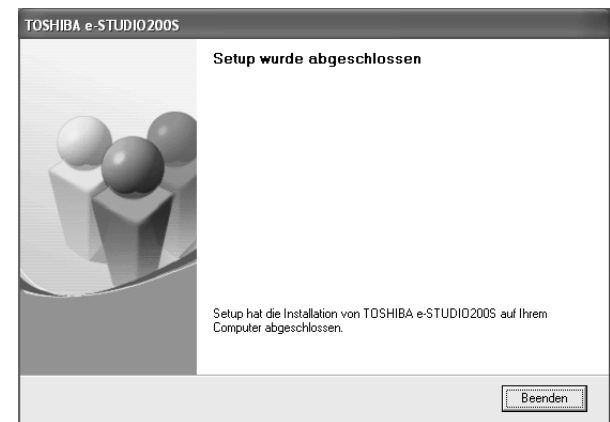 TOSHIBA e-STUDIO200S
Setup wurde abgeschlossen
Setup hat die Installation von TOSHIBA e-STUDIO200S auf Ihrem
Computer abgeschlossen.
Beenden